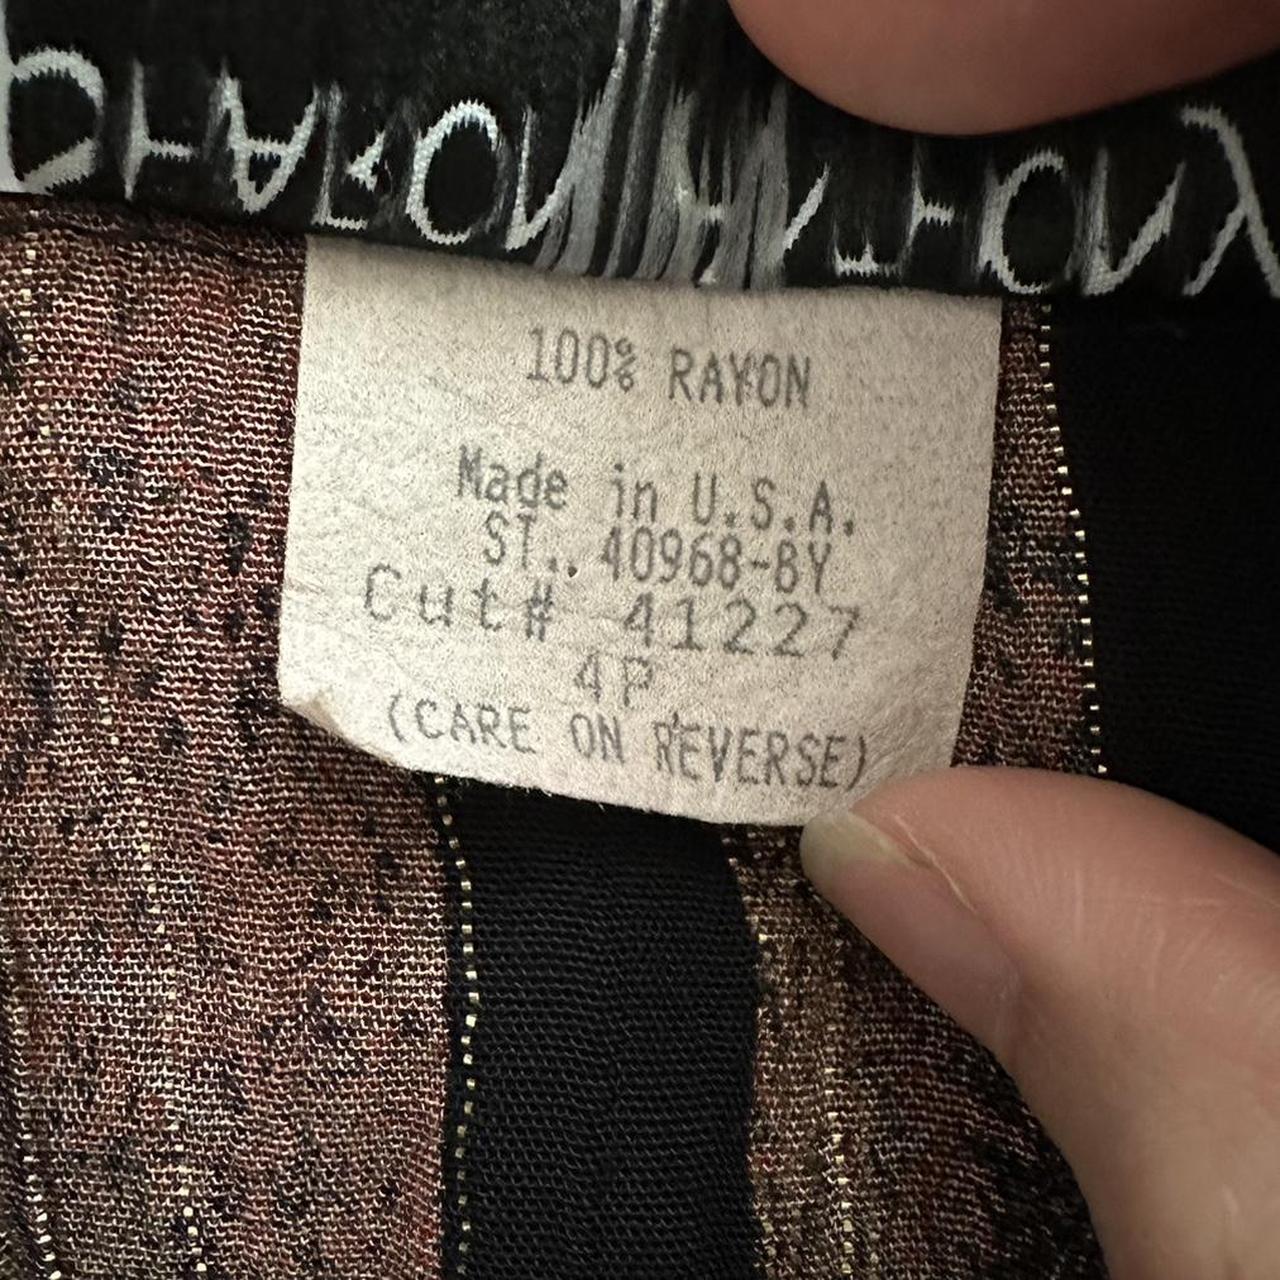 100% RAYON
Made in U.S.A.
ST.. 40968-BY
Cut# 41227
4P
(CARE ON REVERSE)